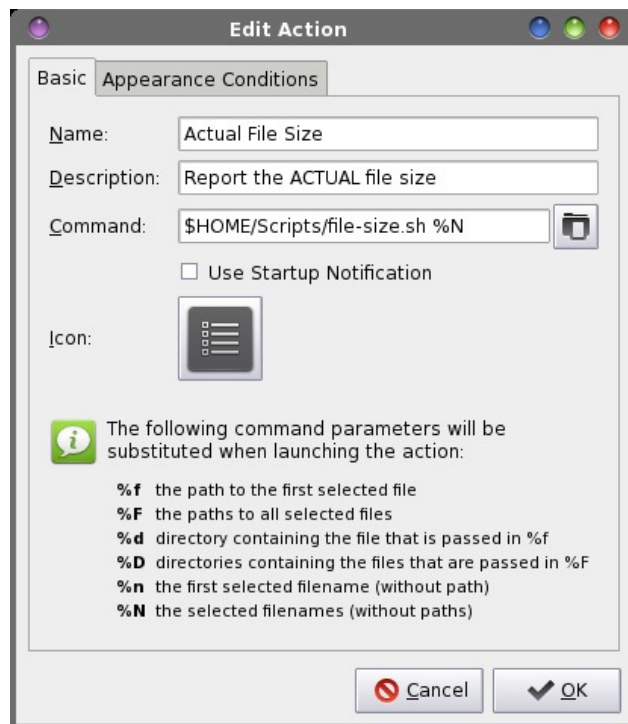 Edit Action
Basic
Appearance Conditions
Name:
Actual File Size
Description:
Report the ACTUAL file size
Command:
$HOME/Scripts/file-size.sh %N
Use Startup Notification
Icon:
The following command parameters will be
substituted when launching the action:
%f the path to the first selected file
%F the paths to all selected files
%d directory containing the file that is passed in %f
%D directories containing the files that are passed in %F
%n the first selected filename (without path)
%N the selected filenames (without paths)
Cancel
OK